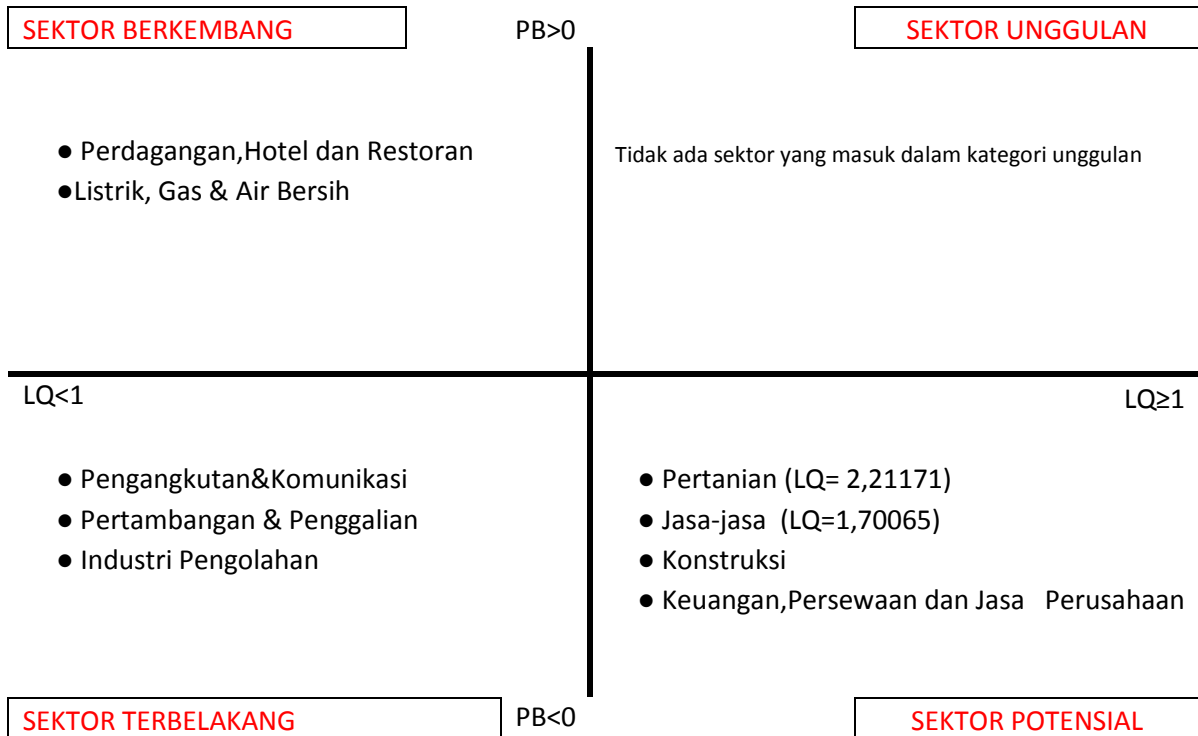 SEKTOR BERKEMBANG
PB>0
SEKTOR UNGGULAN
● Perdagangan,Hotel dan Restoran
●Listrik, Gas & Air Bersih
Tidak ada sektor yang masuk dalam kategori unggulan
LQ<1
LQ≥1
● Pengangkutan&Komunikasi
● Pertambangan & Penggalian
● Industri Pengolahan
● Pertanian (LQ= 2,21171)
● Jasa-jasa (LQ=1,70065)
● Konstruksi
● Keuangan,Persewaan dan Jasa Perusahaan
SEKTOR TERBELAKANG
PB<0
SEKTOR POTENSIAL